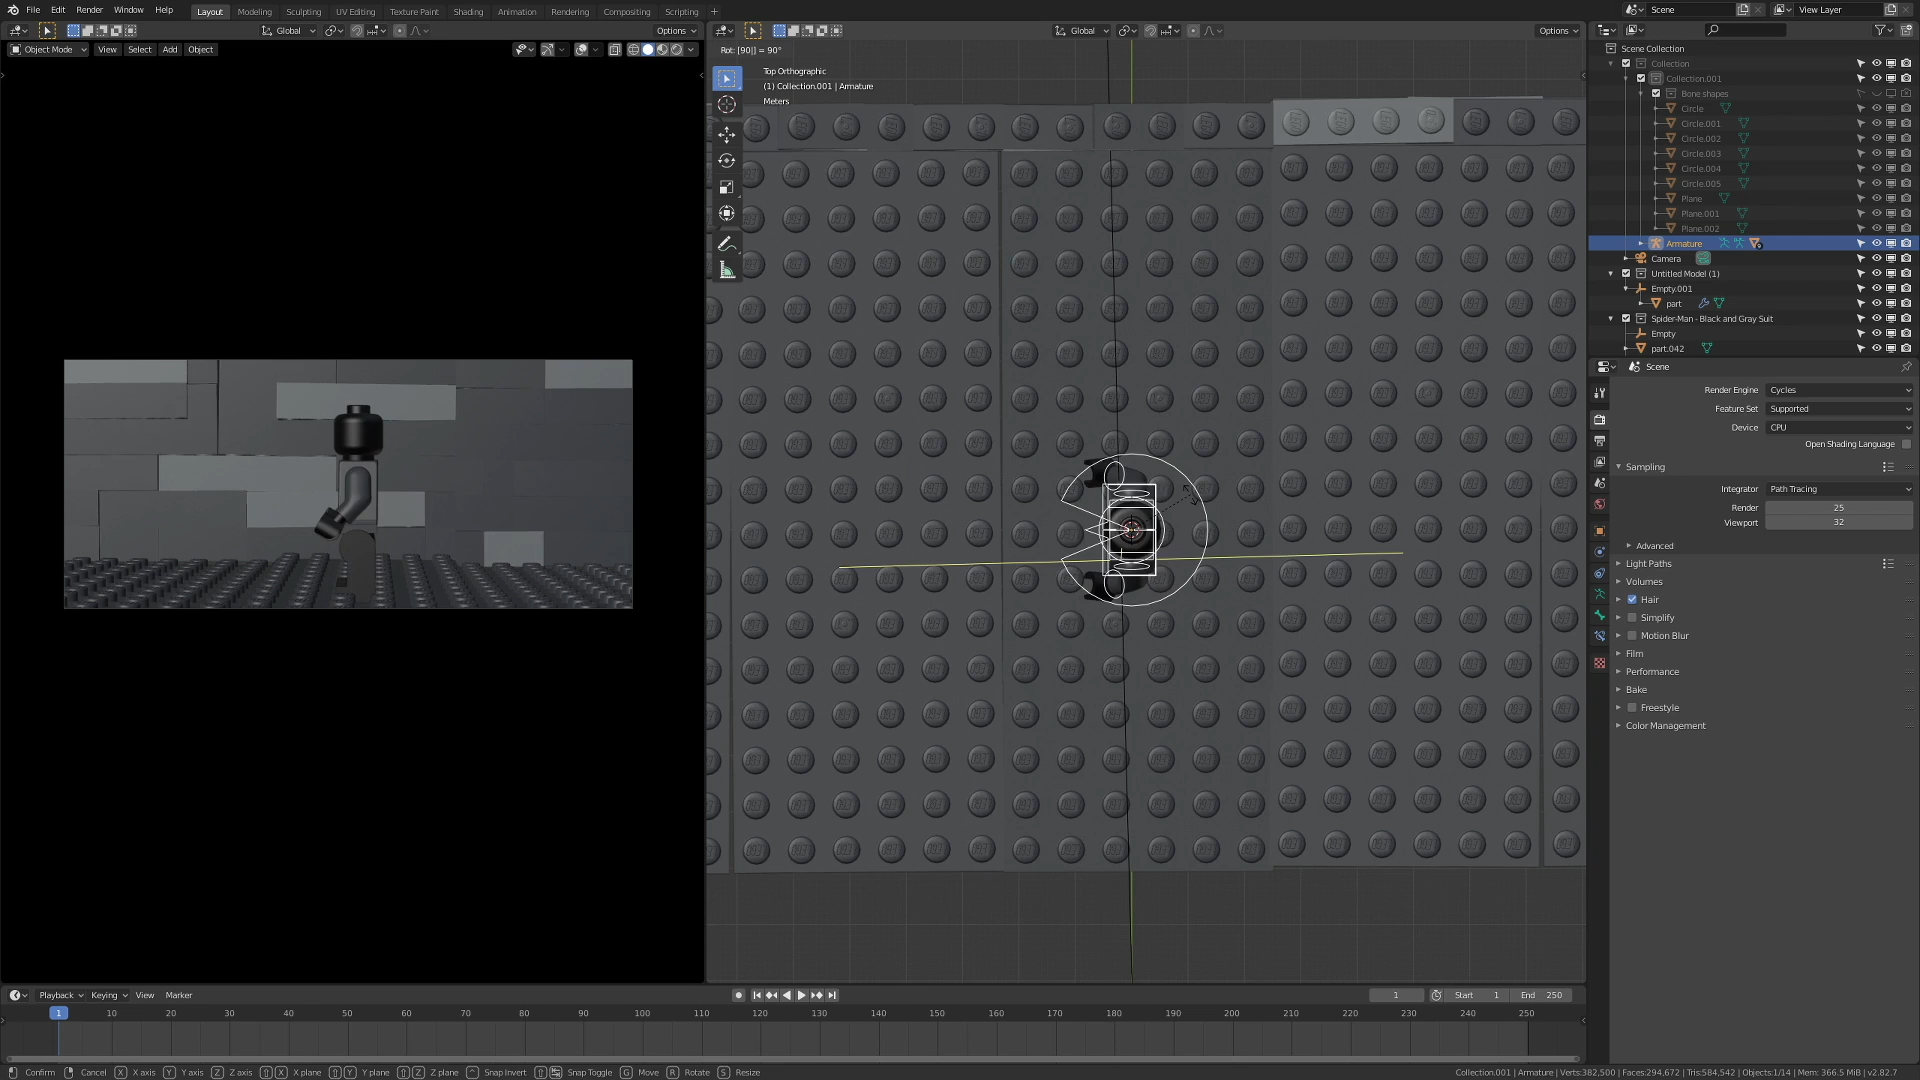 File Edit Render Window Help
Layout Modeling Sculpting UV Editing Texture Paint Shading Animation Rendering Compositing Scripting +
Scene
View Layer
Global
Options
Global
Options
Object Mode View Select Add Object
Rot: [90|] = 90°
Top Orthographic
(1) Collection.001 | Armature
Meters
Scene Collection
Collection
Collection.001
Bone shapes
Circle
Circle.001
Circle.002
Circle.003
Circle.004
Circle.005
Plane
Plane.001
Plane.002
Armature
Camera
Untitled Model (1)
Empty.001
part
Spider-Man - Black and Gray Suit
Empty
part.042
Scene
Render Engine Cycles
Feature Set Supported
Device CPU
Open Shading Language
Sampling
Integrator Path Tracing
Render 25
Viewport 32
Advanced
Light Paths
Volumes
Hair
Simplify
Motion Blur
Film
Performance
Bake
Freestyle
Color Management
Playback Keying View Marker
1 Start 1 End 250
1 10 20 30 40 50 60 70 80 90 100 110 120 130 140 150 160 170 180 190 200 210 220 230 240 250
Confirm Cancel X X axis Y Y axis Z Z axis X X plane Y Y plane Z Z plane Snap Invert Snap Toggle G Move R Rotate S Resize
Collection.001 | Armature | Verts:382,500 | Faces:294,672 | Tris:584,542 | Objects:1/14 | Mem: 366.5 MiB | v2.82.7